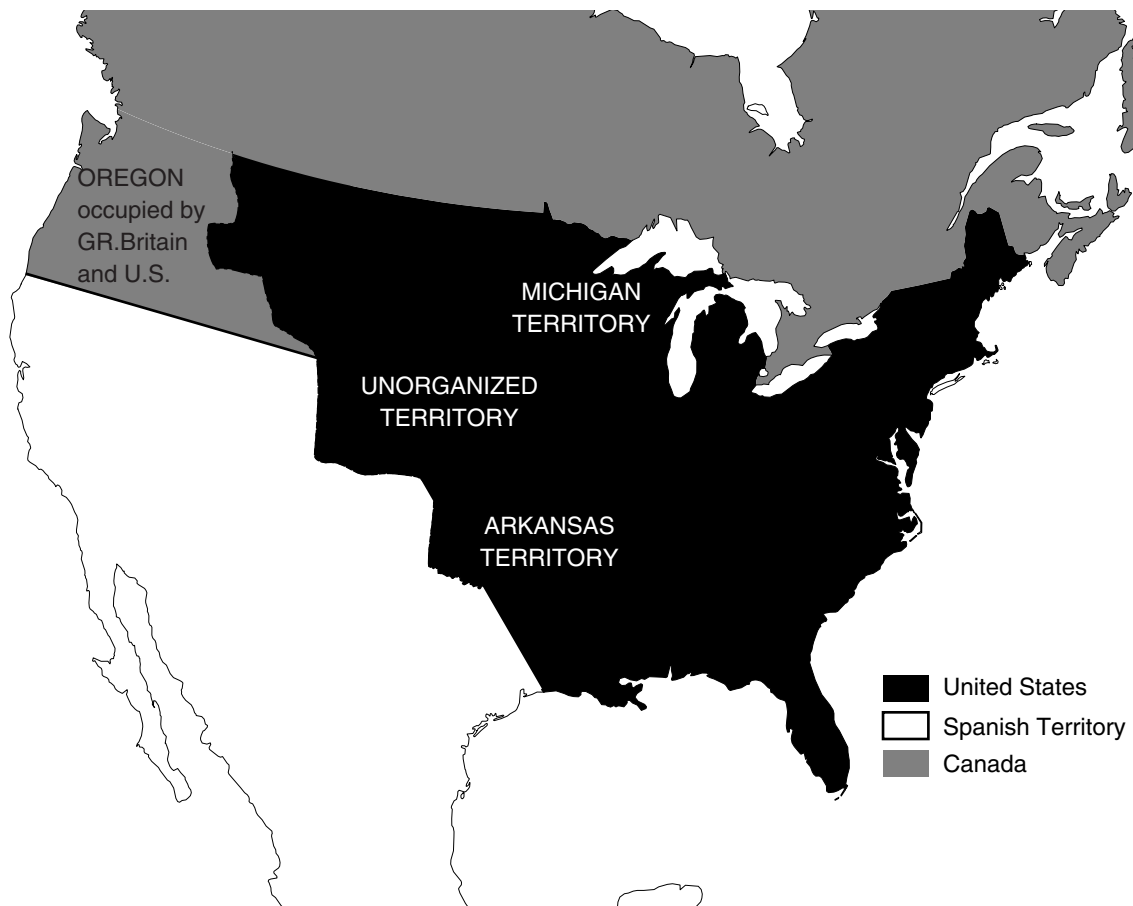 OREGON
occupied by
GR.Britain
and U.S.
MICHIGAN
TERRITORY
UNORGANIZED
TERRITORY
ARKANSAS
TERRITORY
United States
Spanish Territory
Canada